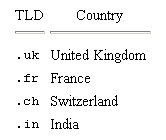 TLD Country
.uk United Kingdom
.fr France
.ch Switzerland
.in India